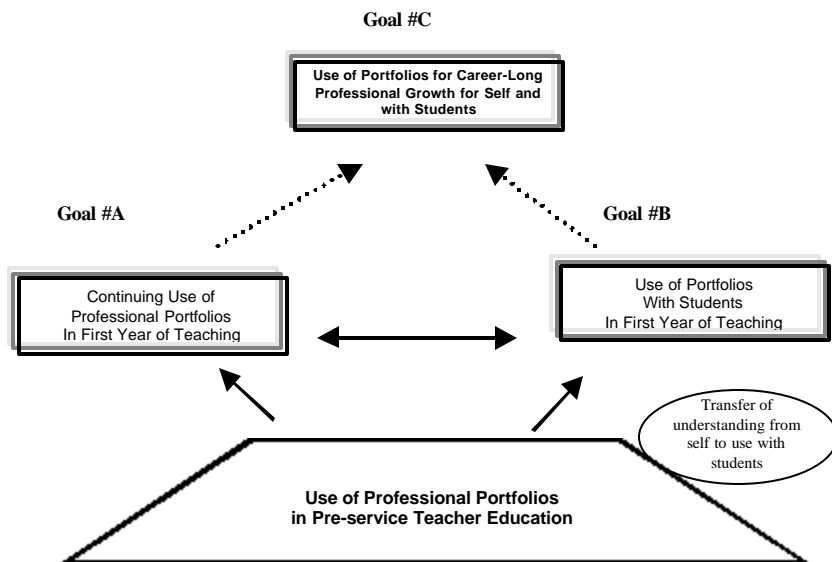 Goal #C
Use of Portfolios for Career-Long
Professional Growth for Self and
with Students
Goal #A
Goal #B
Continuing Use of
Professional Portfolios
In First Year of Teaching
Use of Portfolios
With Students
In First Year of Teaching
Transfer of
understanding from
self to use with
students
Use of Professional Portfolios
in Pre-service Teacher Education